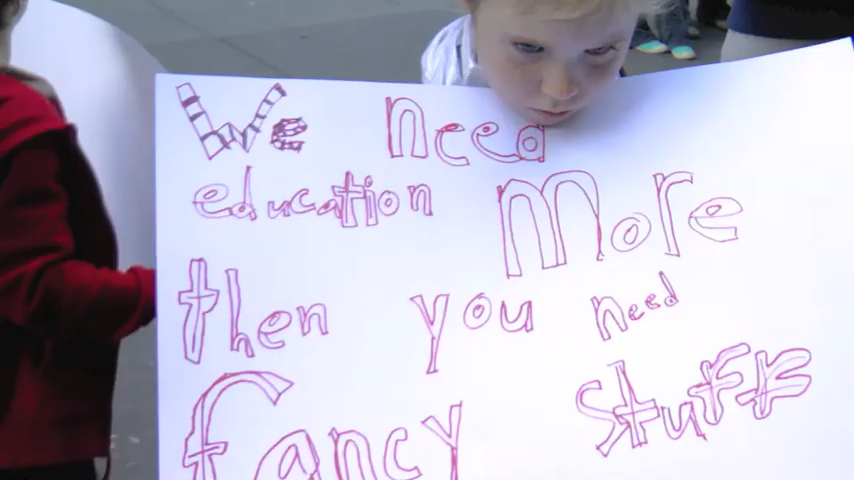 We need
education More
then you need
fancy stuff